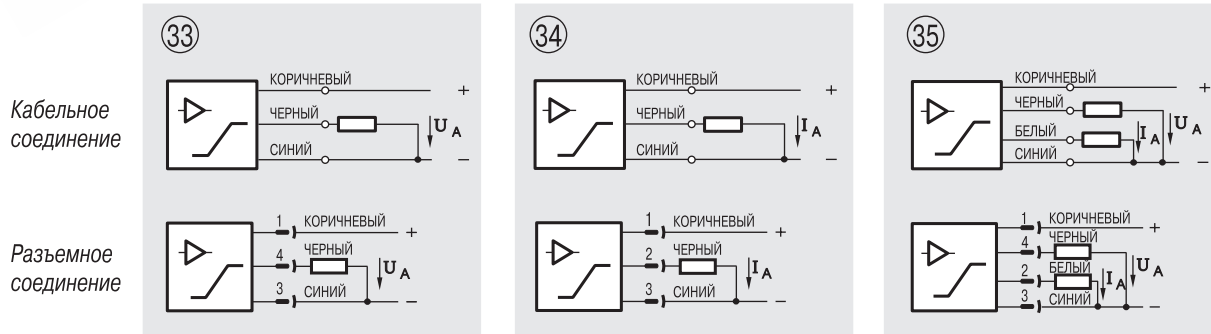 33
34
35
Кабельное
соединение
КОРИЧНЕВЫЙ
+
ЧЕРНЫЙ
U A
СИНИЙ
−
КОРИЧНЕВЫЙ
+
ЧЕРНЫЙ
I A
СИНИЙ
−
КОРИЧНЕВЫЙ
+
ЧЕРНЫЙ
U A
БЕЛЫЙ
I A
СИНИЙ
−
Разъемное
соединение
1 КОРИЧНЕВЫЙ +
4 ЧЕРНЫЙ
U A
3 СИНИЙ −
1 КОРИЧНЕВЫЙ +
2 ЧЕРНЫЙ
I A
3 СИНИЙ −
1 КОРИЧНЕВЫЙ +
4 ЧЕРНЫЙ
U A
2 БЕЛЫЙ
I A
3 СИНИЙ −